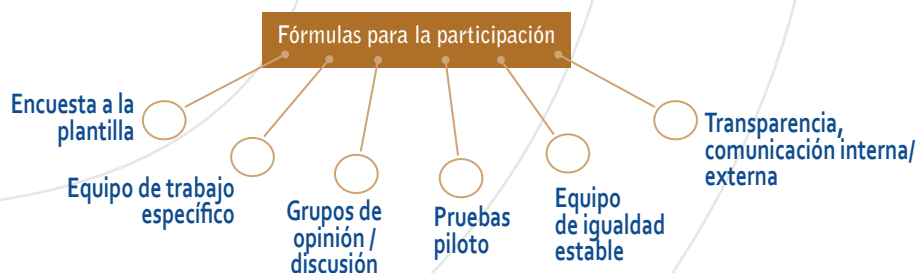 Fórmulas para la participación
Encuesta a la
plantilla
Equipo de trabajo
específico
Grupos de
opinión /
discusión
Pruebas
piloto
Equipo
de igualdad
estable
Transparencia,
comunicación interna/
externa